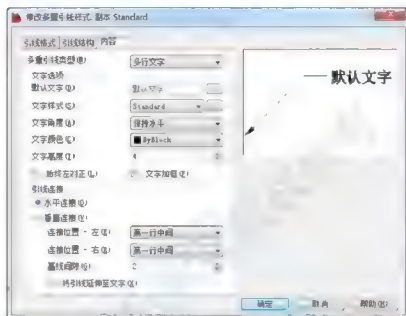 修改多重引线样式: 副本 Standard
引线格式 引线结构 内容
多重引线类型(M) 多行文字
文字选项
默认文字(D) 默认文字
文字样式(S) Standard
文字角度(A) 保持水平
文字颜色(C) ByBlock
文字高度(T) 4
始终左对正(L) 文字加框(F)
引线连接
水平连接(O)
垂直连接(V)
连接位置 - 左(E) 第一行中间
连接位置 - 右(R) 第一行中间
基线间隙(G) 2
将引线延伸至文字(X)
默认文字
确定 取消 帮助(H)